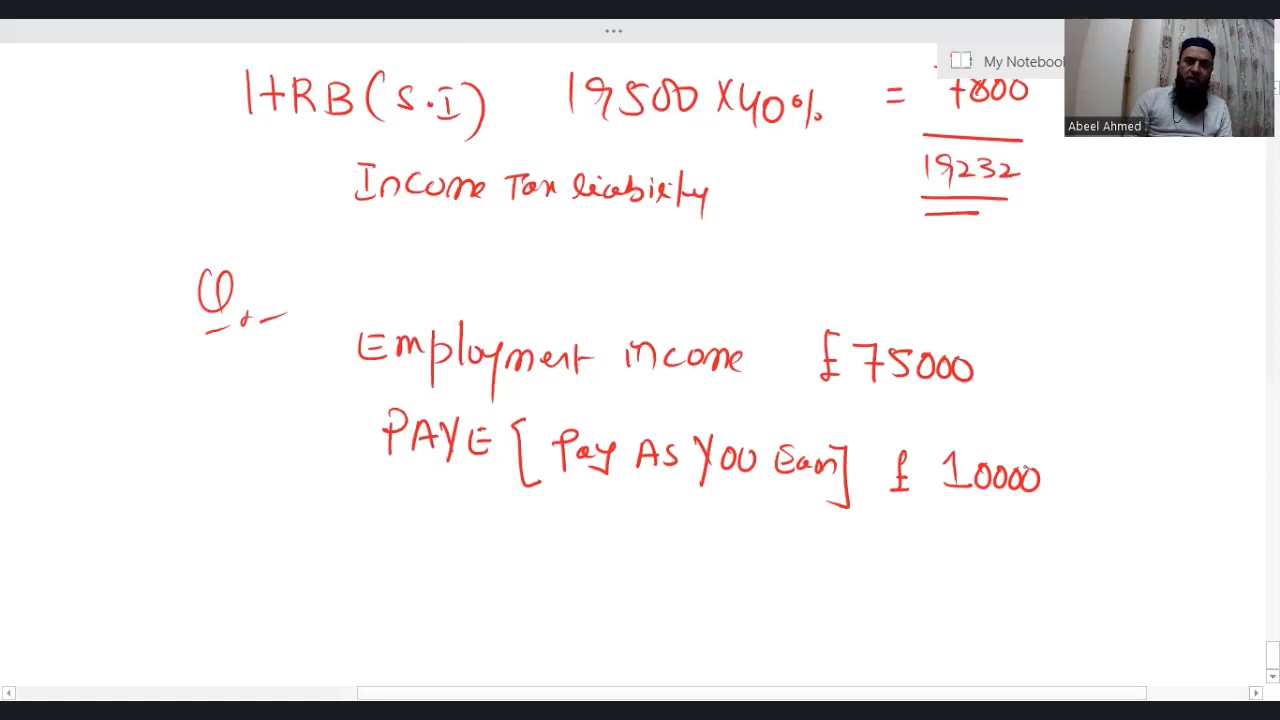 My Notebook
HRB (S.I) 19500 X 40% = 7800
Abeel Ahmed
Income Tax liability 19232
Q.
Employment income £ 75000
PAYE [Pay As You Earn] £ 10000